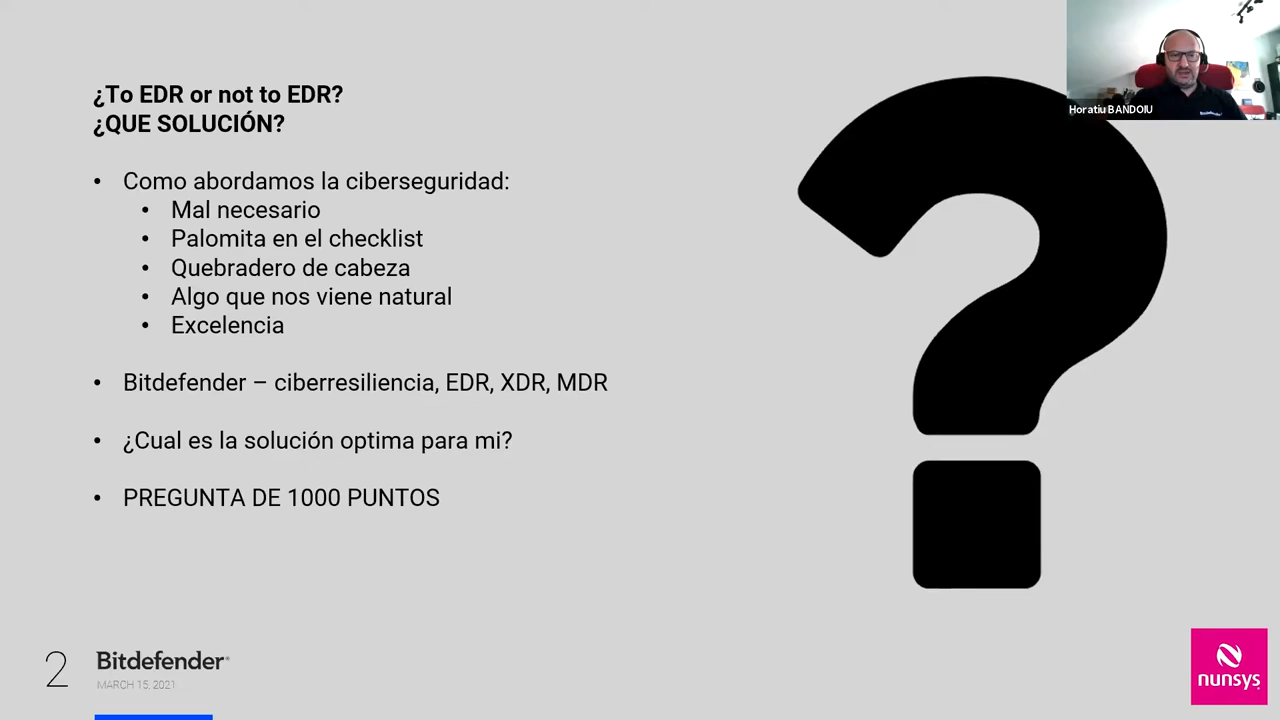 ¿To EDR or not to EDR?
¿QUE SOLUCIÓN?
• Como abordamos la ciberseguridad:
• Mal necesario
• Palomita en el checklist
• Quebradero de cabeza
• Algo que nos viene natural
• Excelencia
• Bitdefender – ciberresiliencia, EDR, XDR, MDR
• ¿Cual es la solución optima para mi?
• PREGUNTA DE 1000 PUNTOS
?
Horatiu BANDOIU
Bitdefender
2
Bitdefender®
MARCH 15, 2021
nunsys